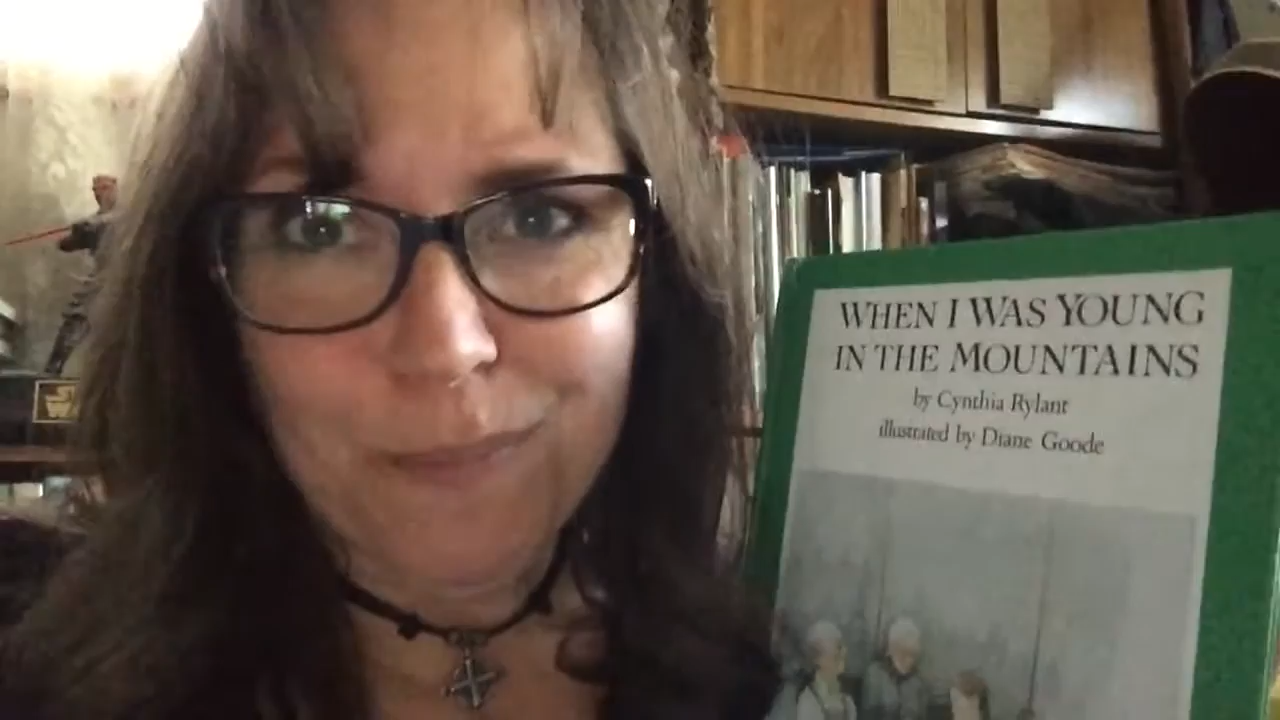 WHEN I WAS YOUNG
IN THE MOUNTAINS
by Cynthia Rylant
illustrated by Diane Goode